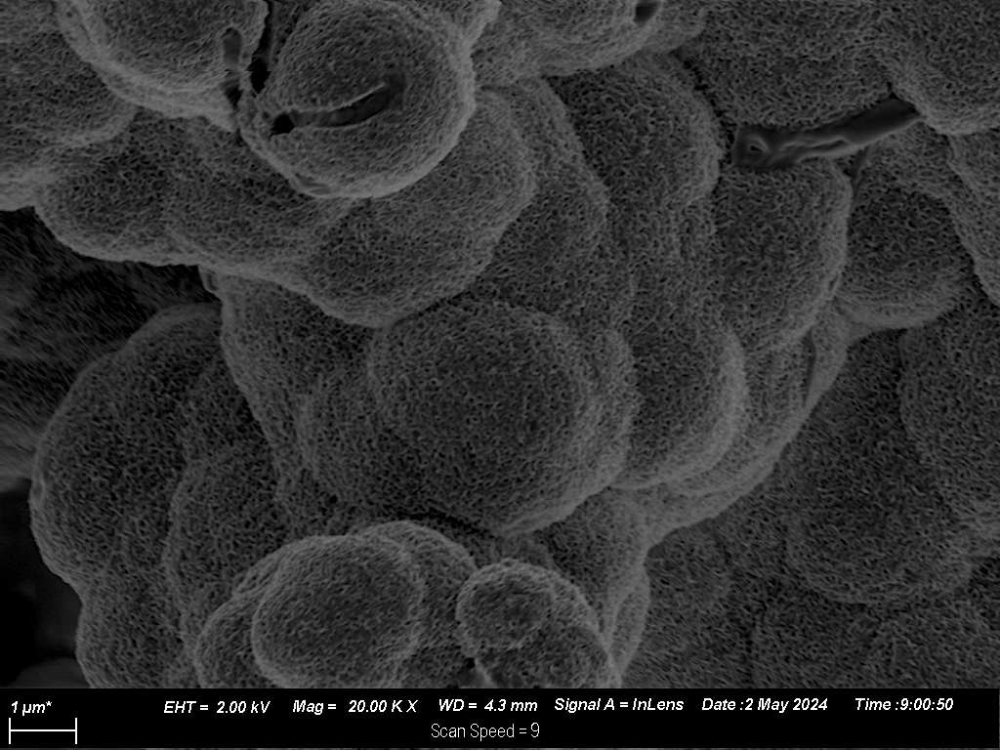 1 µm* EHT = 2.00 kV Mag = 20.00 K X WD = 4.3 mm Signal A = InLens Date :2 May 2024 Time :9:00:50
Scan Speed = 9